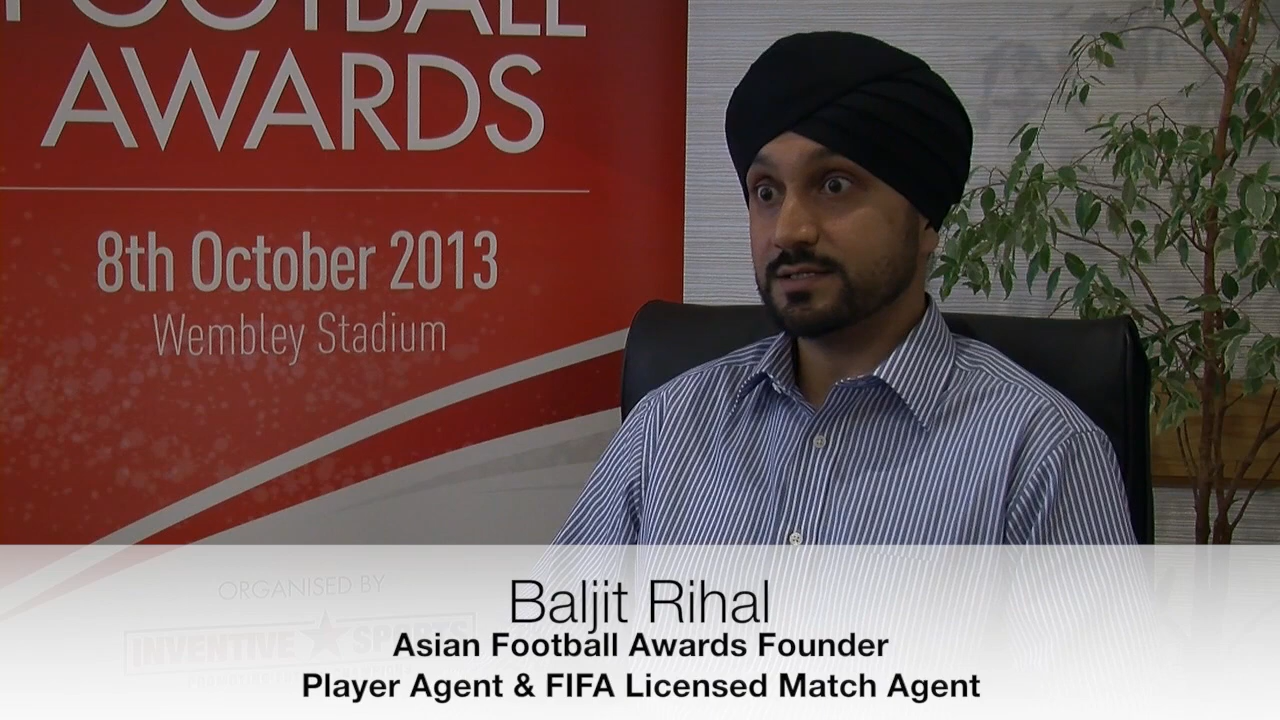 FOOTBALL
AWARDS
8th October 2013
Wembley Stadium
ORGANISED BY
INVENTIVE SPORTS
Baljit Rihal
Asian Football Awards Founder
Player Agent & FIFA Licensed Match Agent